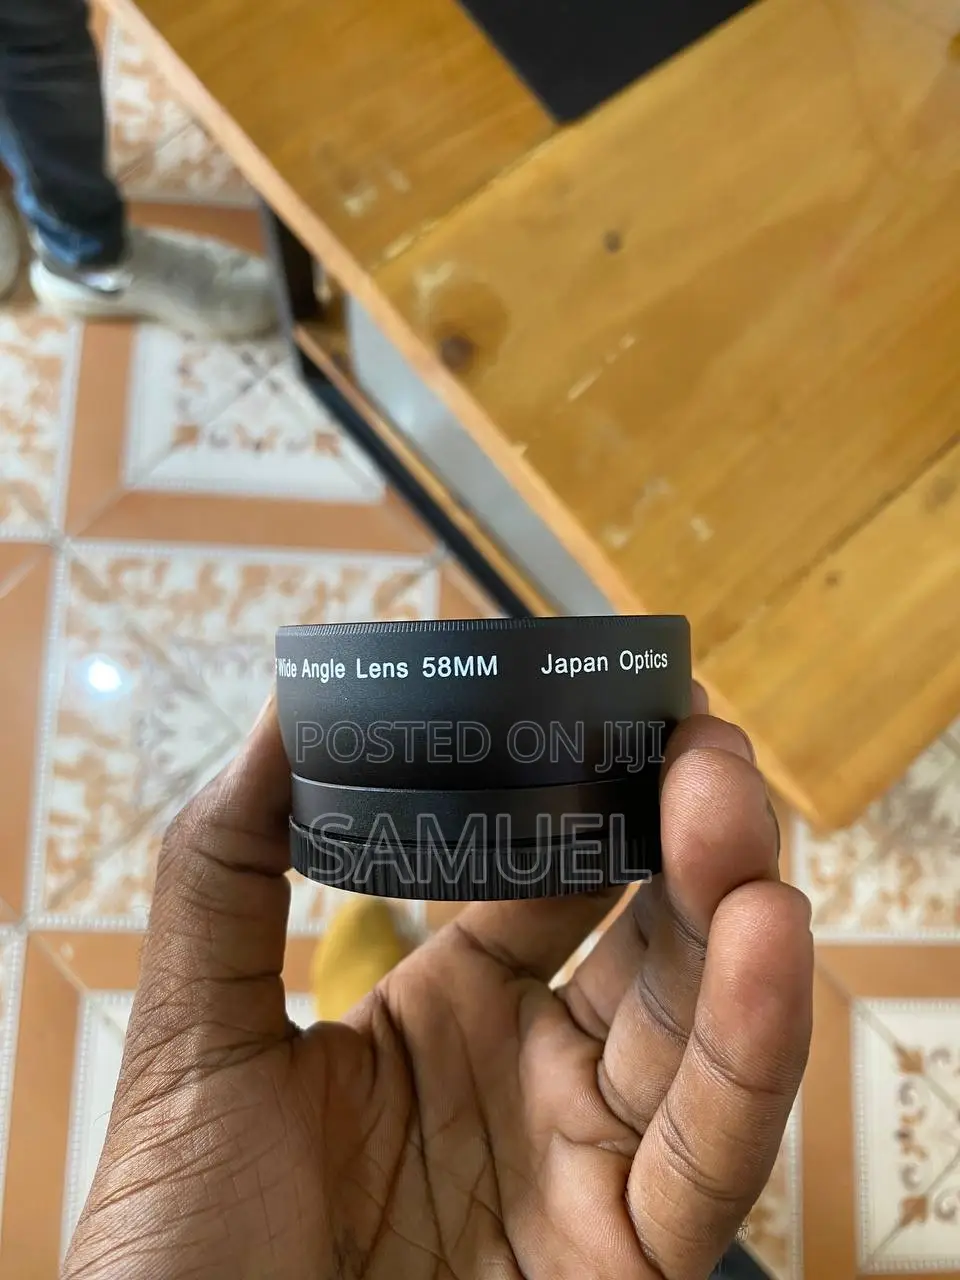 Wide Angle Lens 58MM Japan Optics
POSTED ON JIJI
SAMUEL